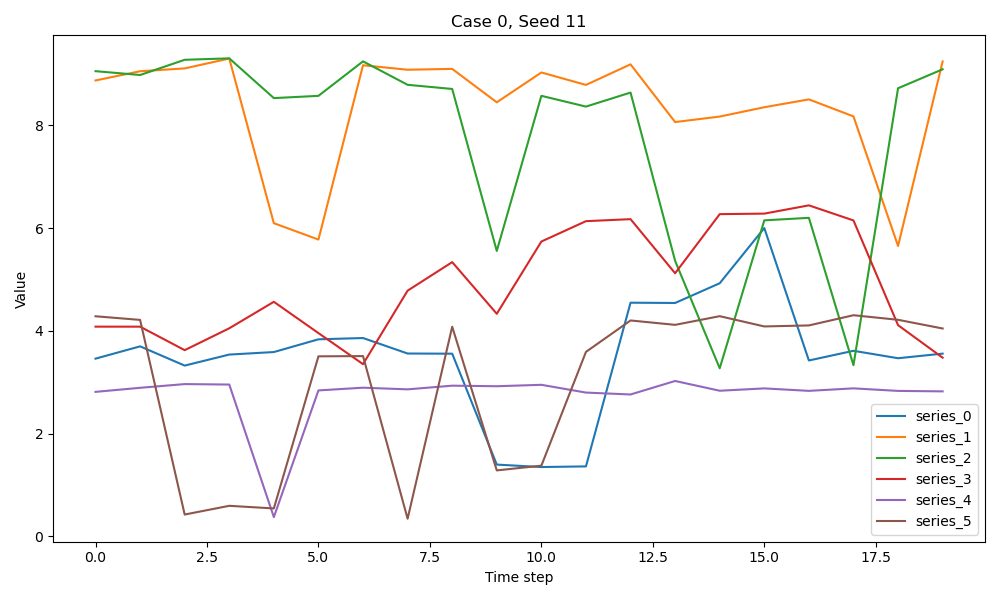 Case 0, Seed 11
Value
8
6
4
2
0
0.0 2.5 5.0 7.5 10.0 12.5 15.0 17.5
Time step
series_0
series_1
series_2
series_3
series_4
series_5